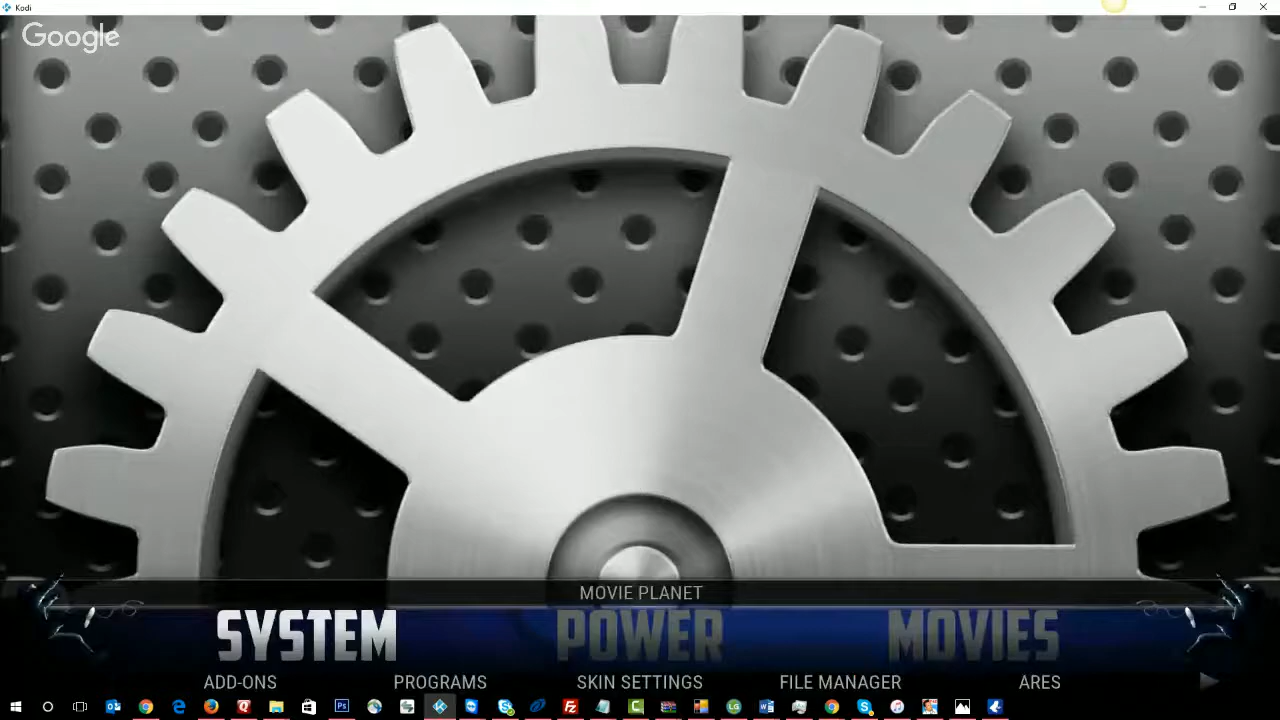 Kodi
Google
MOVIE PLANET
SYSTEM POWER MOVIES
ADD-ONS PROGRAMS SKIN SETTINGS FILE MANAGER ARES